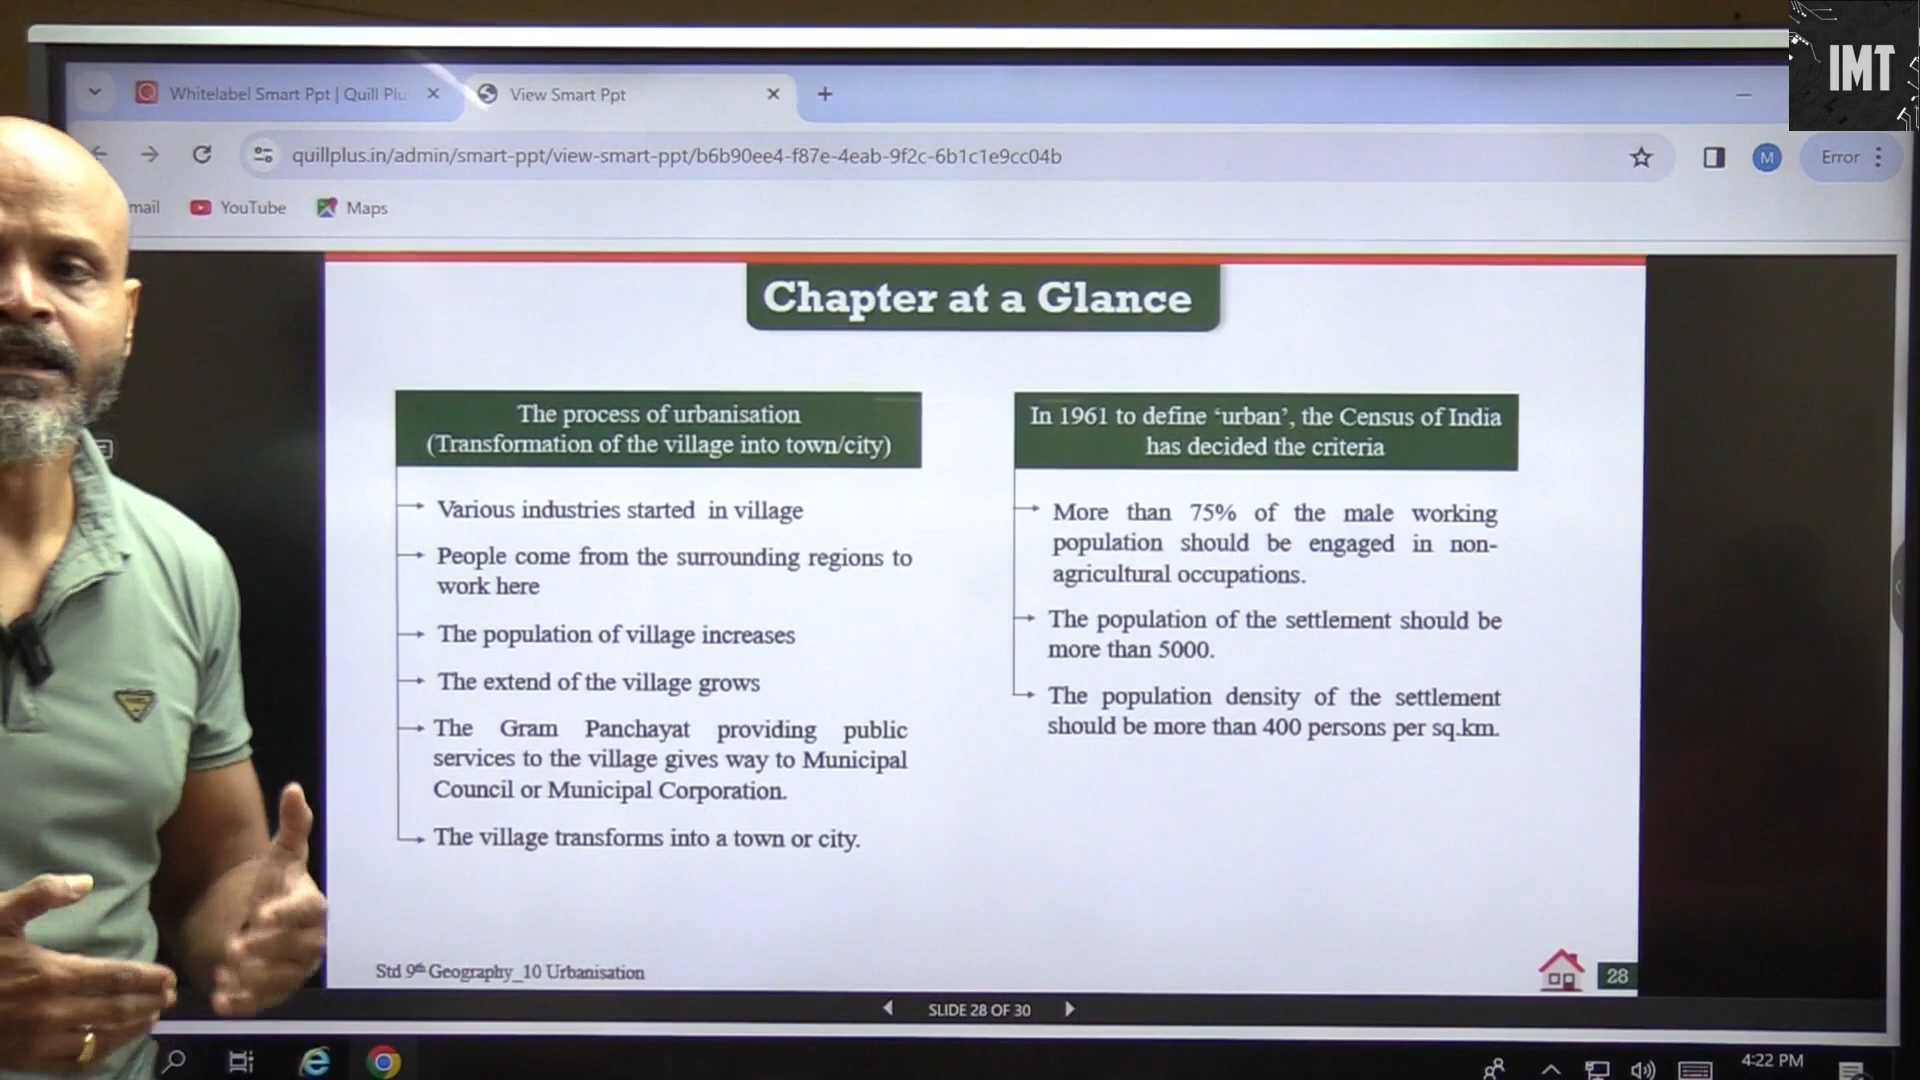 IMT
Whitelabel Smart Ppt | Quill Plu
View Smart Ppt
quillplus.in/admin/smart-ppt/view-smart-ppt/b6b90ee4-f87e-4eab-9f2c-6b1c1e9cc04b
M
Error
mail
YouTube
Maps
Chapter at a Glance
The process of urbanisation
(Transformation of the village into town/city)
Various industries started in village
People come from the surrounding regions to
work here
The population of village increases
The extend of the village grows
The Gram Panchayat providing public
services to the village gives way to Municipal
Council or Municipal Corporation.
The village transforms into a town or city.
In 1961 to define ‘urban’, the Census of India
has decided the criteria
More than 75% of the male working
population should be engaged in non-
agricultural occupations.
The population of the settlement should be
more than 5000.
The population density of the settlement
should be more than 400 persons per sq.km.
Std 9th Geography_10 Urbanisation
28
SLIDE 28 OF 30
4:22 PM